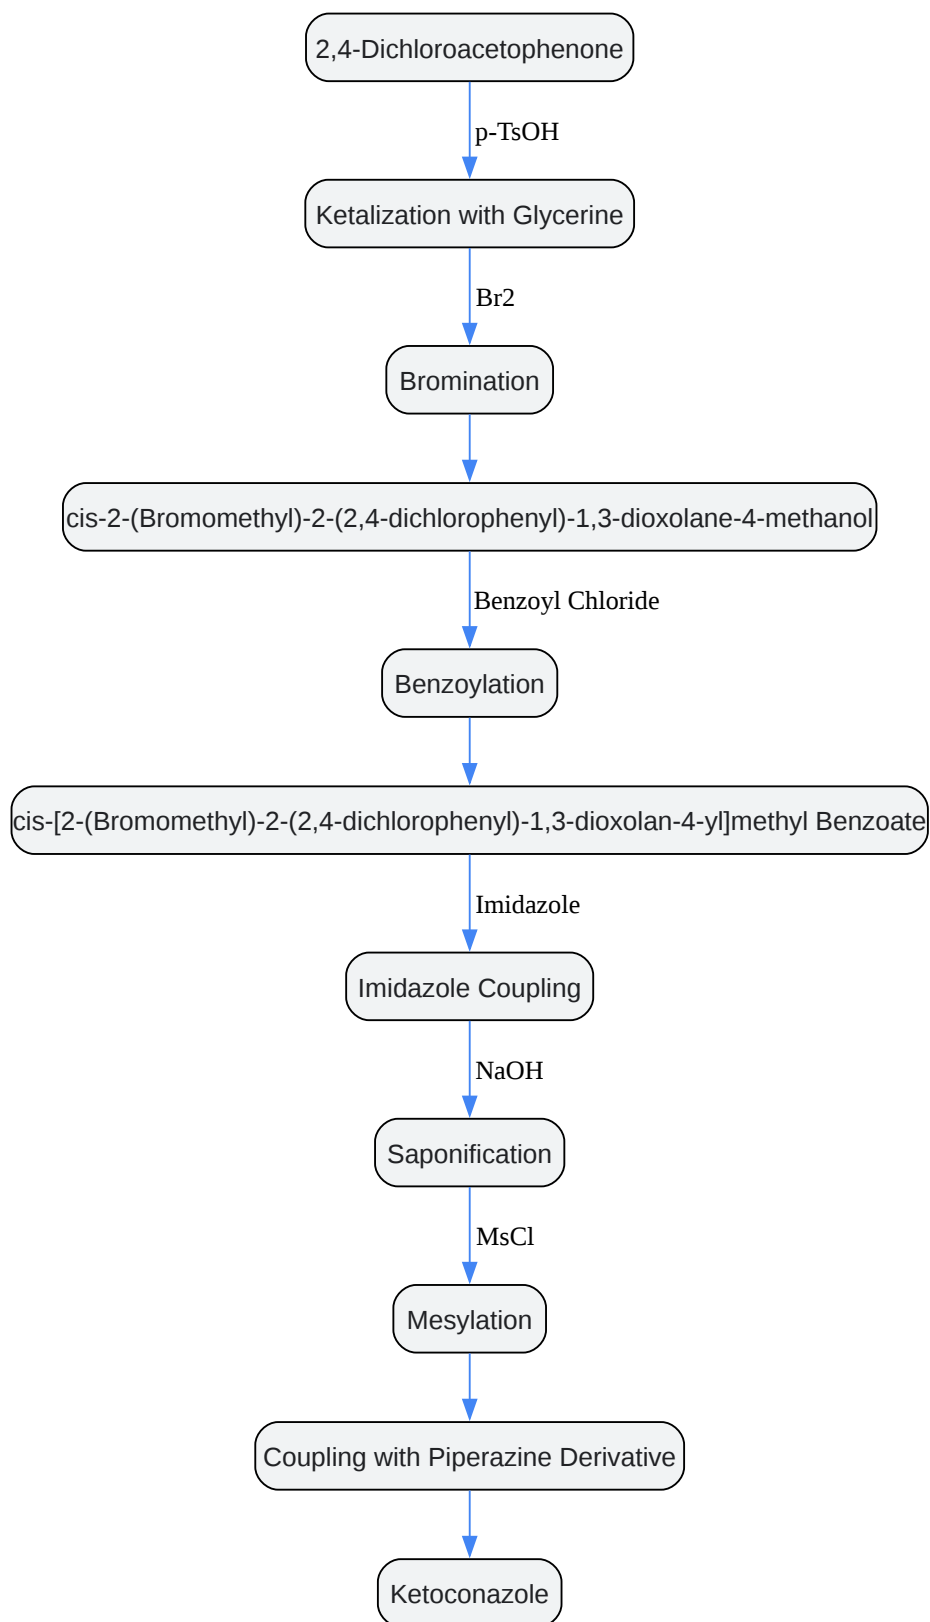 2,4-Dichloroacetophenone
p-TsOH
Ketalization with Glycerine
Br2
Bromination
cis-2-(Bromomethyl)-2-(2,4-dichlorophenyl)-1,3-dioxolane-4-methanol
Benzoyl Chloride
Benzoylation
cis-[2-(Bromomethyl)-2-(2,4-dichlorophenyl)-1,3-dioxolan-4-yl]methyl Benzoate
Imidazole
Imidazole Coupling
NaOH
Saponification
MsCl
Mesylation
Coupling with Piperazine Derivative
Ketoconazole